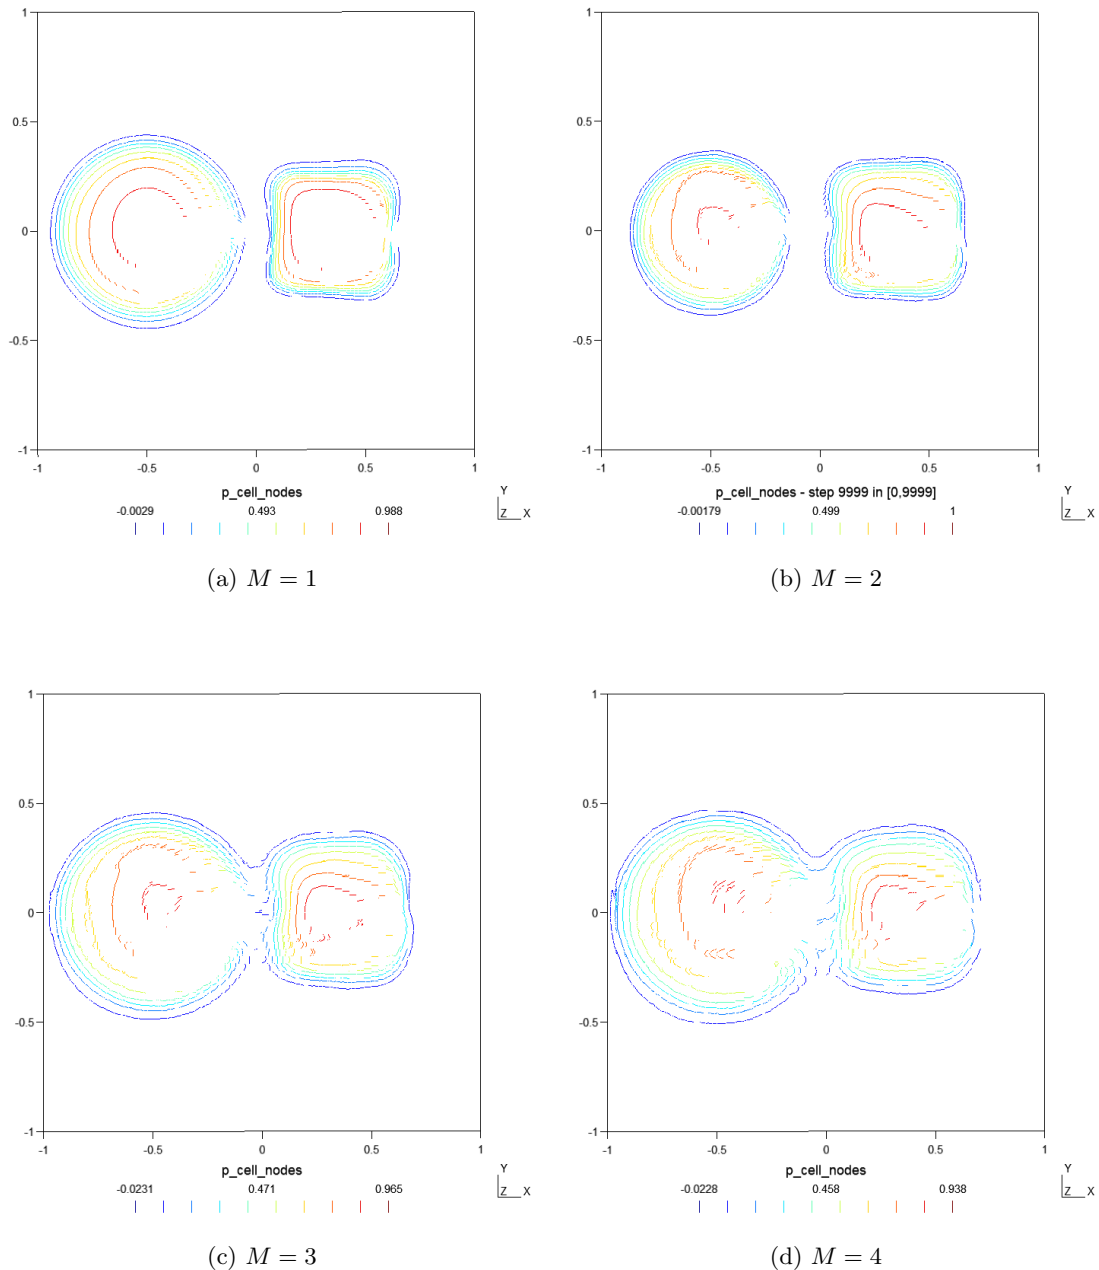 1
1
0.5
0.5
0
0
-0.5
-0.5
-1
-1
-1 -0.5 0 0.5 1
-1 -0.5 0 0.5 1
p_cell_nodes
p_cell_nodes - step 9999 in [0,9999]
-0.0029 0.493 0.988
-0.00179 0.499 1
Y
Z X
Y
Z X
(a) M = 1
(b) M = 2
1
1
0.5
0.5
0
0
-0.5
-0.5
-1
-1
-1 -0.5 0 0.5 1
-1 -0.5 0 0.5 1
p_cell_nodes
p_cell_nodes
-0.0231 0.471 0.965
-0.0228 0.458 0.938
Y
Z X
Y
Z X
(c) M = 3
(d) M = 4